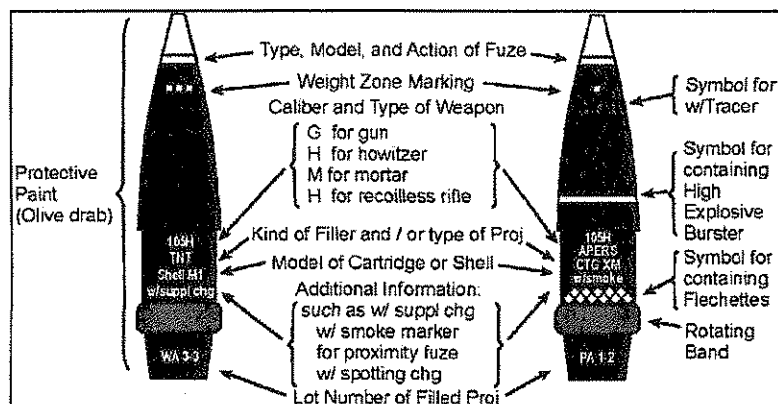 Type, Model, and Action of Fuze
Weight Zone Marking
Caliber and Type of Weapon
G for gun
H for howitzer
M for mortar
H for recoilless rifle
Kind of Filler and / or type of Proj
Model of Cartridge or Shell
Additional Information:
such as w/ suppl chg
w/ smoke marker
for proximity fuze
w/ spotting chg
Lot Number of Filled Proj
Protective
Paint
(Olive drab)
105H
TNT
Shell M1
w/suppl chg
WA 3-3
105H
APERS
CTG XM
w/smoke
PA 1-2
Symbol for
w/Tracer
Symbol for
containing
High
Explosive
Burster
Symbol for
containing
Flechettes
Rotating
Band